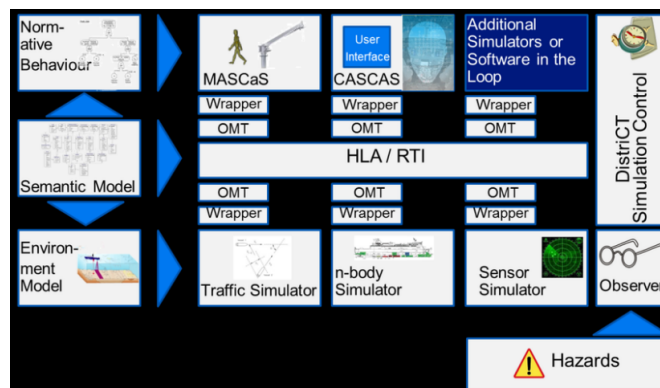 Norm-
ative
Behaviour
MASCaS
User
Interface
CASCAS
Additional
Simulators or
Software in the
Loop
Wrapper
Wrapper
Wrapper
OMT
OMT
OMT
HLA / RTI
DistriCT
Simulation Control
Semantic Model
OMT
OMT
OMT
Wrapper
Wrapper
Wrapper
Environ-
ment
Model
Traffic Simulator
n-body
Simulator
Sensor
Simulator
Observer
Hazards